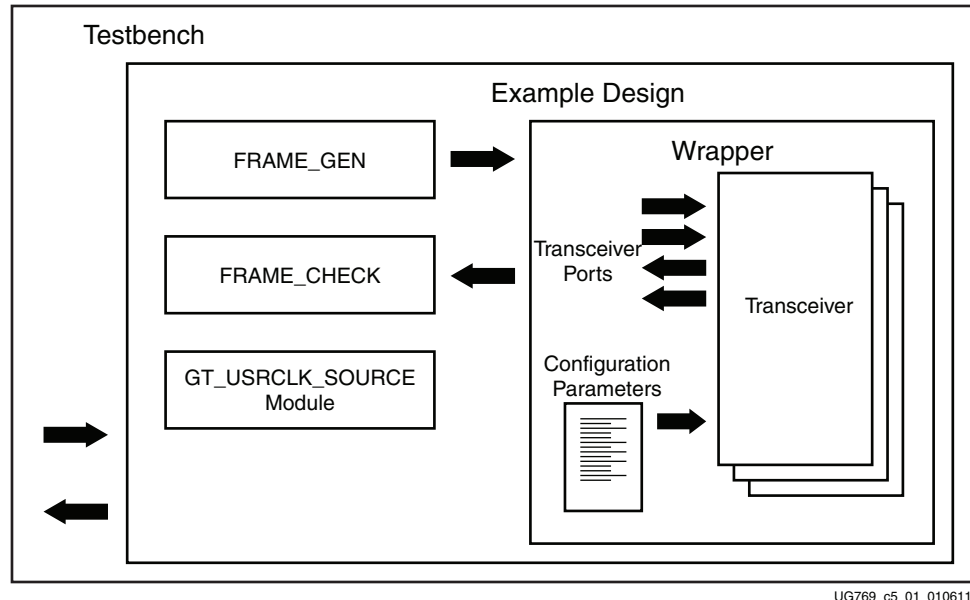 Testbench
Example Design
FRAME_GEN
Wrapper
FRAME_CHECK
Transceiver
Ports
Transceiver
GT_USRCLK_SOURCE
Module
Configuration
Parameters
UG769_c5_01_010611